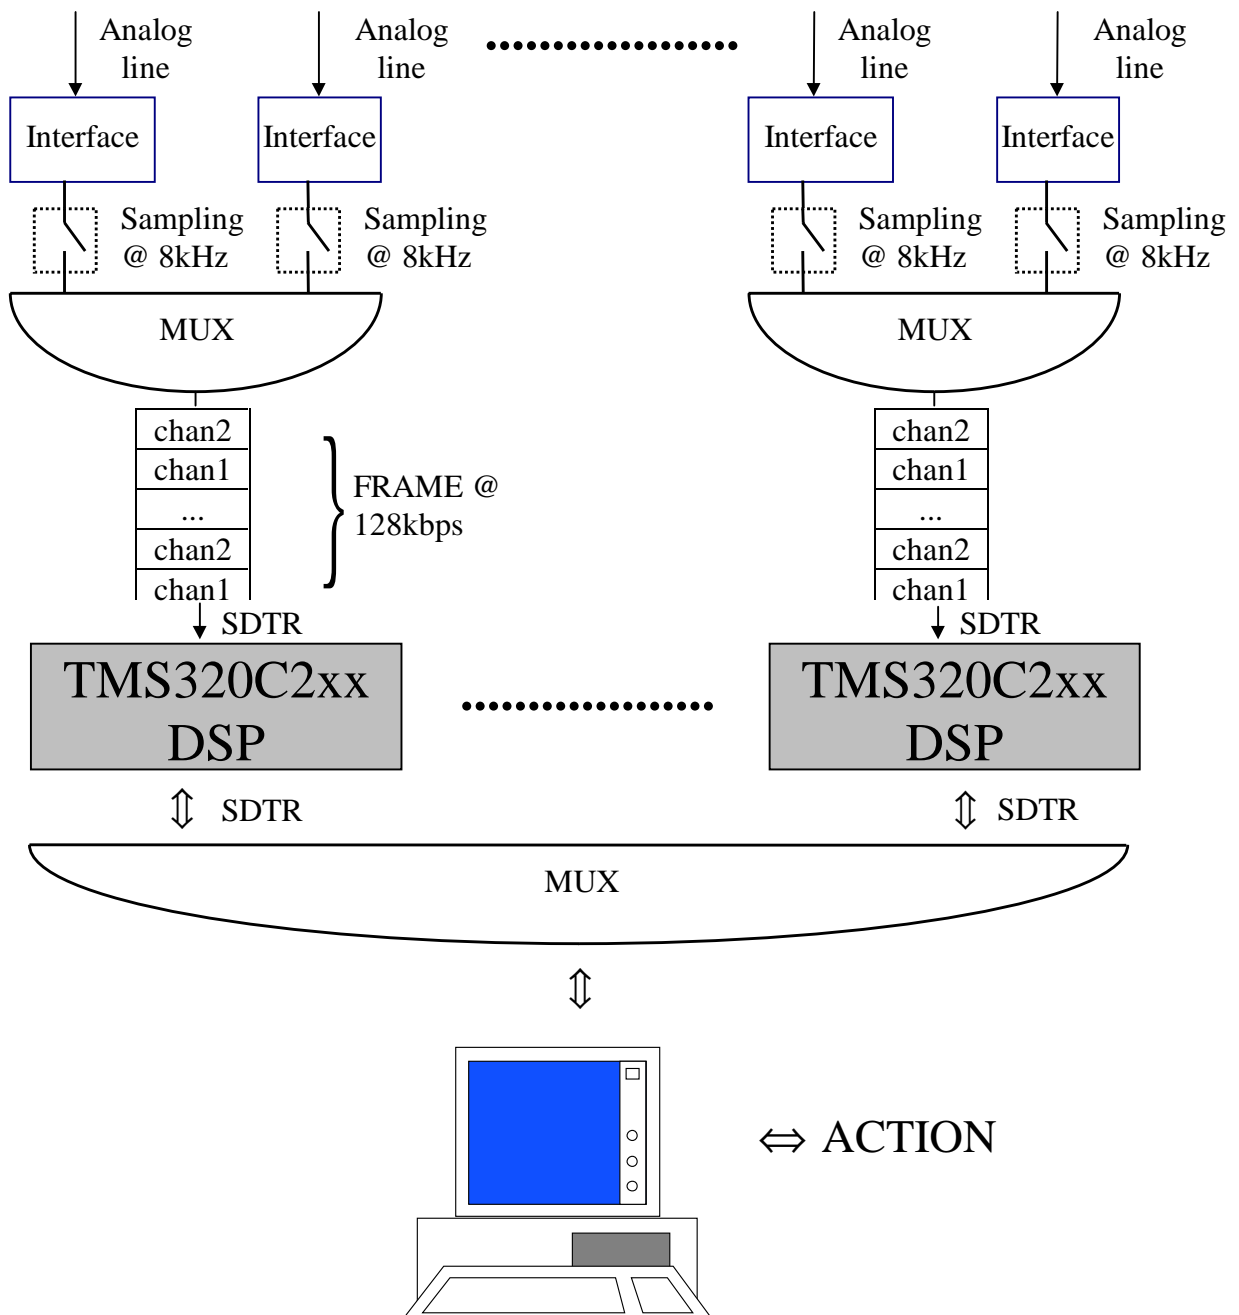 Analog
line
Analog
line
Analog
line
Analog
line
Interface
Interface
Interface
Interface
Sampling
@ 8kHz
Sampling
@ 8kHz
Sampling
@ 8kHz
Sampling
@ 8kHz
MUX
MUX
chan2
chan1
...
chan2
chan1
FRAME @
128kbps
chan2
chan1
...
chan2
chan1
SDTR
SDTR
TMS320C2xx
DSP
TMS320C2xx
DSP
SDTR
SDTR
MUX
⇔ ACTION